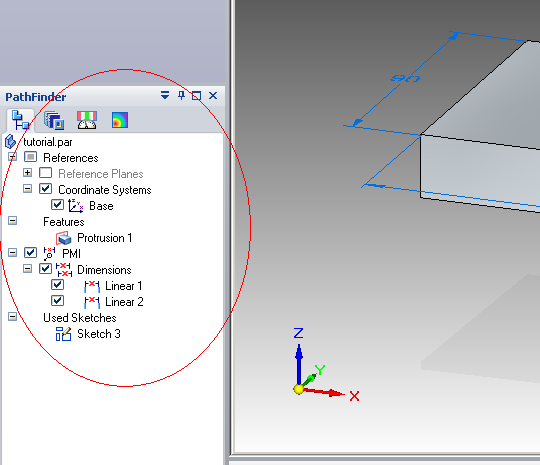 PathFinder
tutorial.par
References
Reference Planes
Coordinate Systems
Base
Features
Protrusion 1
PMI
Dimensions
Linear 1
Linear 2
Used Sketches
Sketch 3
Z
Y
X